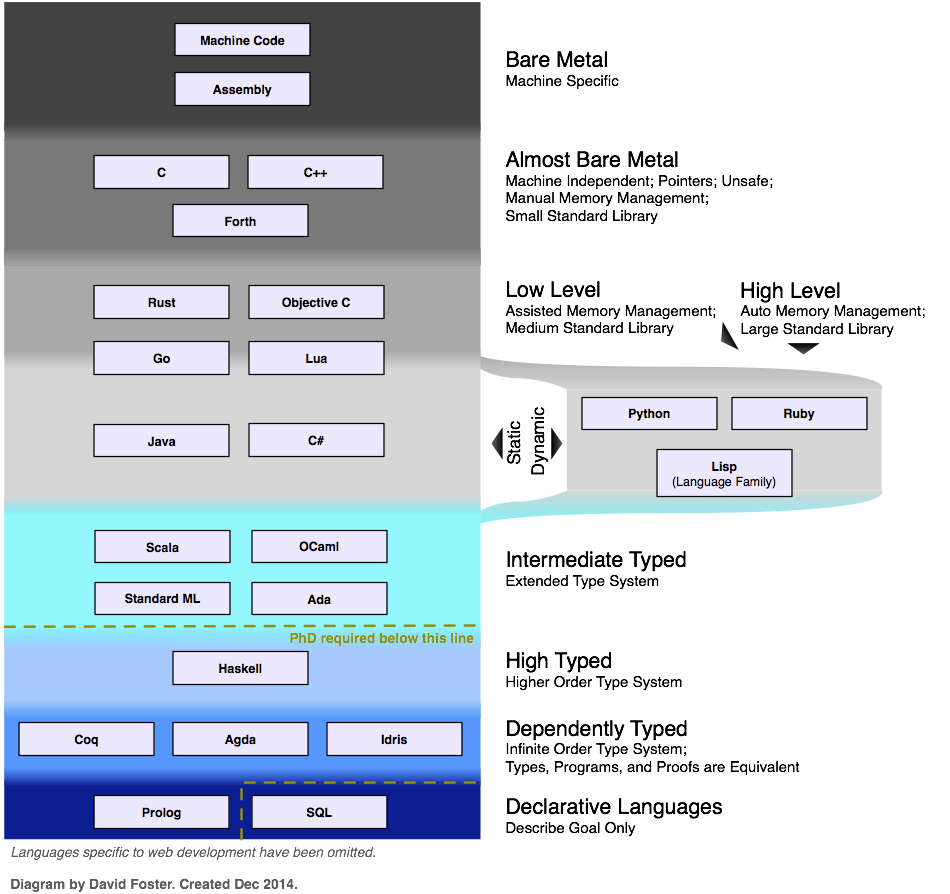 Machine Code
Assembly
Bare Metal
Machine Specific
C
C++
Forth
Almost Bare Metal
Machine Independent; Pointers; Unsafe;
Manual Memory Management;
Small Standard Library
Rust
Objective C
Go
Lua
Low Level
Assisted Memory Management;
Medium Standard Library
High Level
Auto Memory Management;
Large Standard Library
Java
C#
Static
Dynamic
Python
Ruby
Lisp
(Language Family)
Scala
OCaml
Standard ML
Ada
Intermediate Typed
Extended Type System
PhD required below this line
Haskell
High Typed
Higher Order Type System
Coq
Agda
Idris
Dependently Typed
Infinite Order Type System;
Types, Programs, and Proofs are Equivalent
Prolog
SQL
Declarative Languages
Describe Goal Only
Languages specific to web development have been omitted.
Diagram by David Foster. Created Dec 2014.